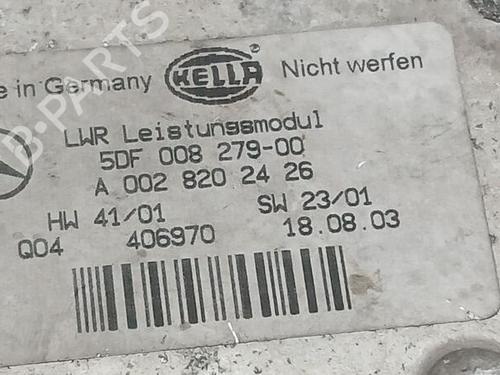 e in Germany HELLA Nicht werfen
LWR Leistungsmodul
5DF 008 279-00
A 002 820 24 26
HW 41/01 SW 23/01
Q04 406970 18.08.03
B-PARTS